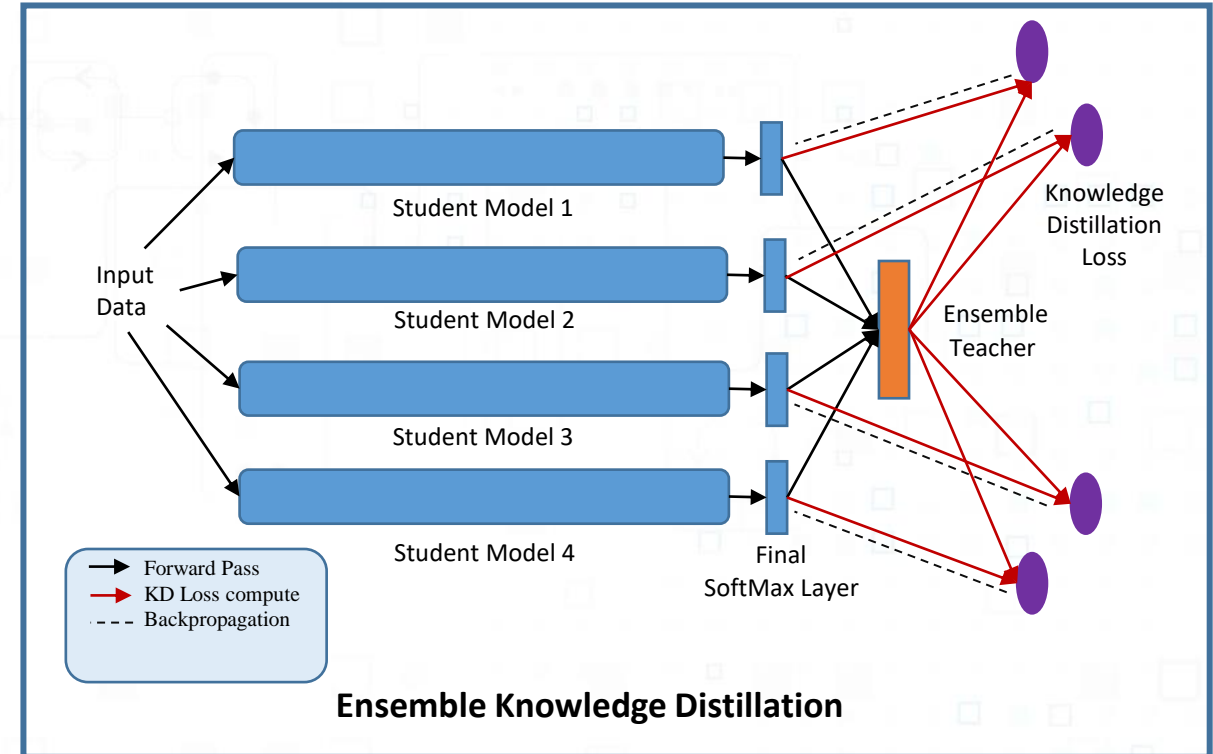 Student Model 1
Knowledge
Distillation
Loss
Input
Data
Student Model 2
Ensemble
Teacher
Student Model 3
Student Model 4
Final
SoftMax Layer
Forward Pass
KD Loss compute
Backpropagation
Ensemble Knowledge Distillation